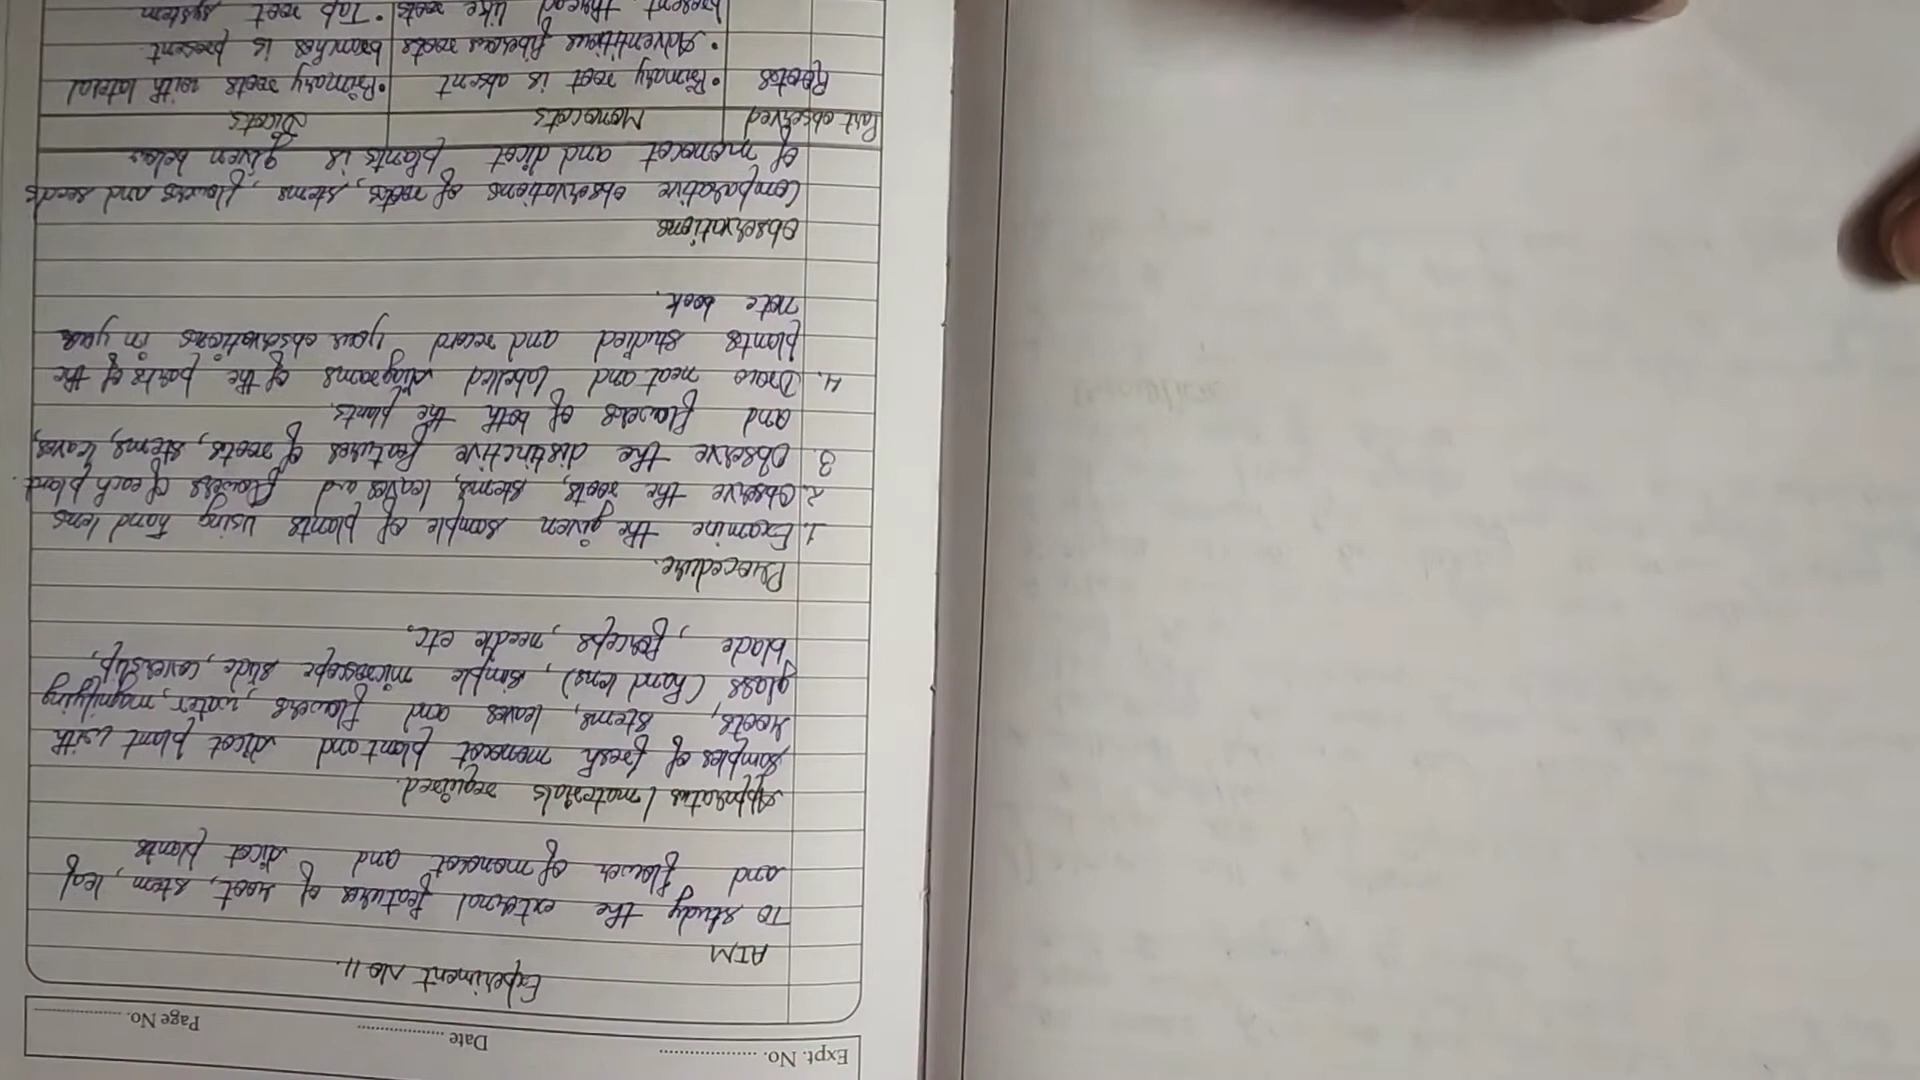 Expt. No. ....................
Date ....................
Page No. ....................
Experiment No 11.
AIM
To study the external features of root, stem, leaf
and flower of monocot and dicot plants
Apparatus / materials required.
samples of fresh monocot plant and dicot plant with
roots, stems, leaves and flowers, water, magnifying
glass (hand lens), simple microscope slide, coverslip,
blade, forceps, needle etc.
Procedure.
1. Examine the given sample of plants using hand lens
2. Observe the roots, stems, leaves and flowers of each plant.
3. Observe the distinctive features of roots, stems, leaves,
and flowers of both the plants.
4. Draw neat and labelled diagrams of the parts of the
plants studied and record your observations in your
note book.
Observations
Comparative observations of roots, stems, flowers and seeds
of monocot and dicot plants is given below
Part observed Monocots Dicots
Roots • Primary root is absent • Primary roots with lateral
• Adventitious fiberous roots branches is present.
present thread like roots • Tap root system